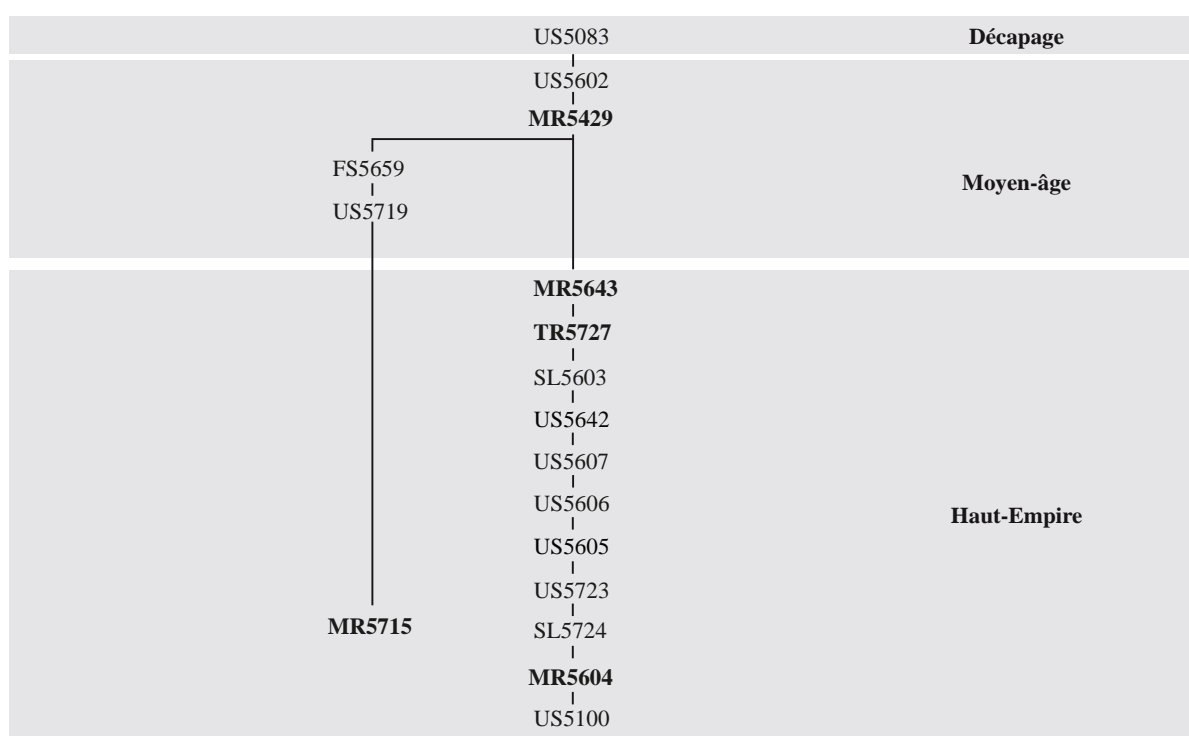 US5083 Décapage
US5602
MR5429
FS5659
Moyen-âge
US5719
MR5643
TR5727
SL5603
US5642
US5607
US5606
Haut-Empire
US5605
US5723
MR5715 SL5724
MR5604
US5100